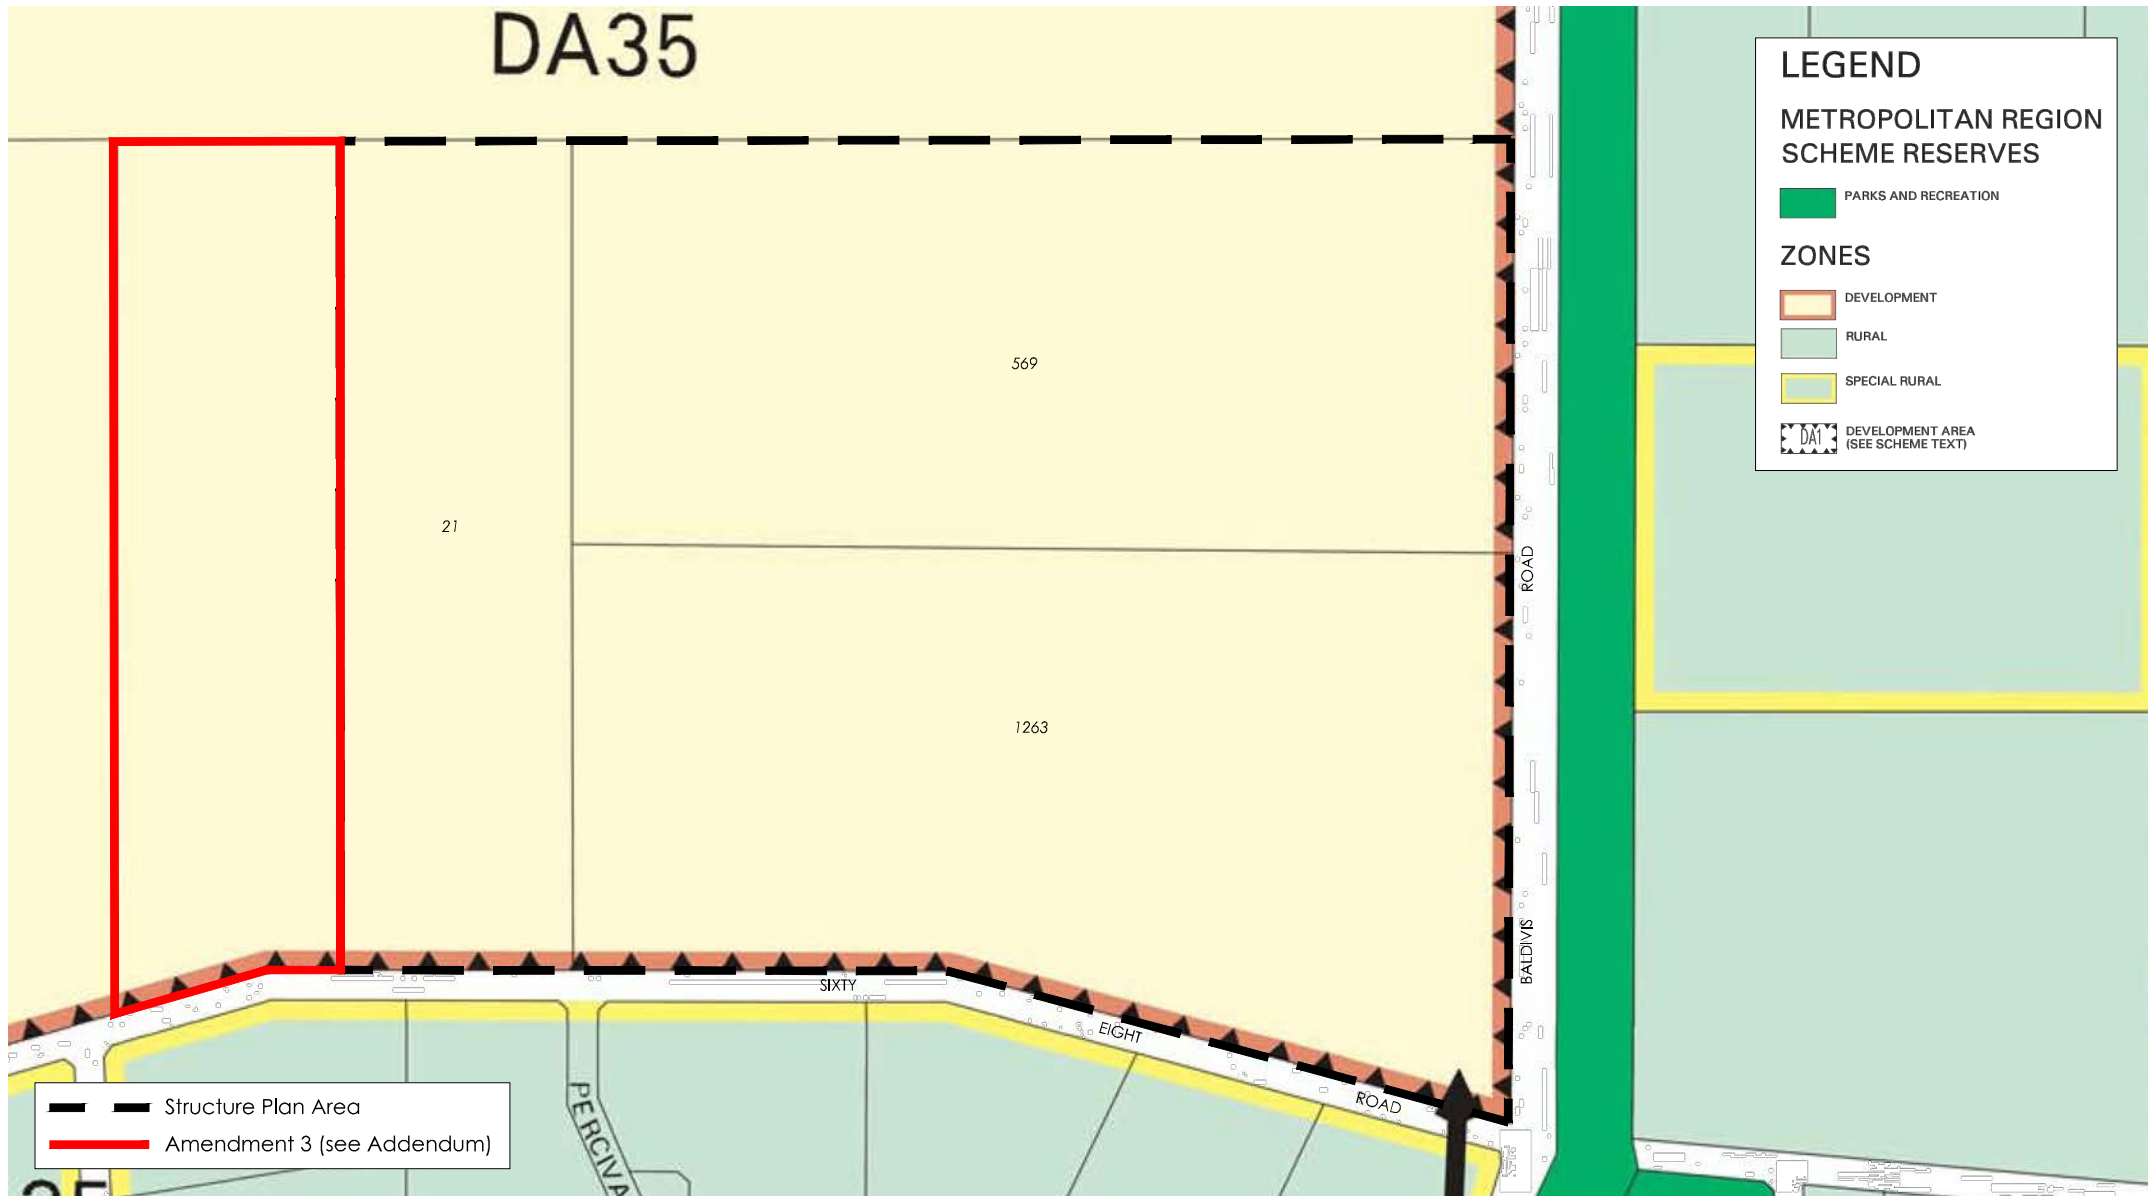 DA35
LEGEND
METROPOLITAN REGION
SCHEME RESERVES
PARKS AND RECREATION
ZONES
DEVELOPMENT
RURAL
SPECIAL RURAL
DA1
DEVELOPMENT AREA
(SEE SCHEME TEXT)
569
21
ROAD
1263
BALDIVIS
SIXTY
EIGHT
ROAD
PERCIVA
Structure Plan Area
Amendment 3 (see Addendum)